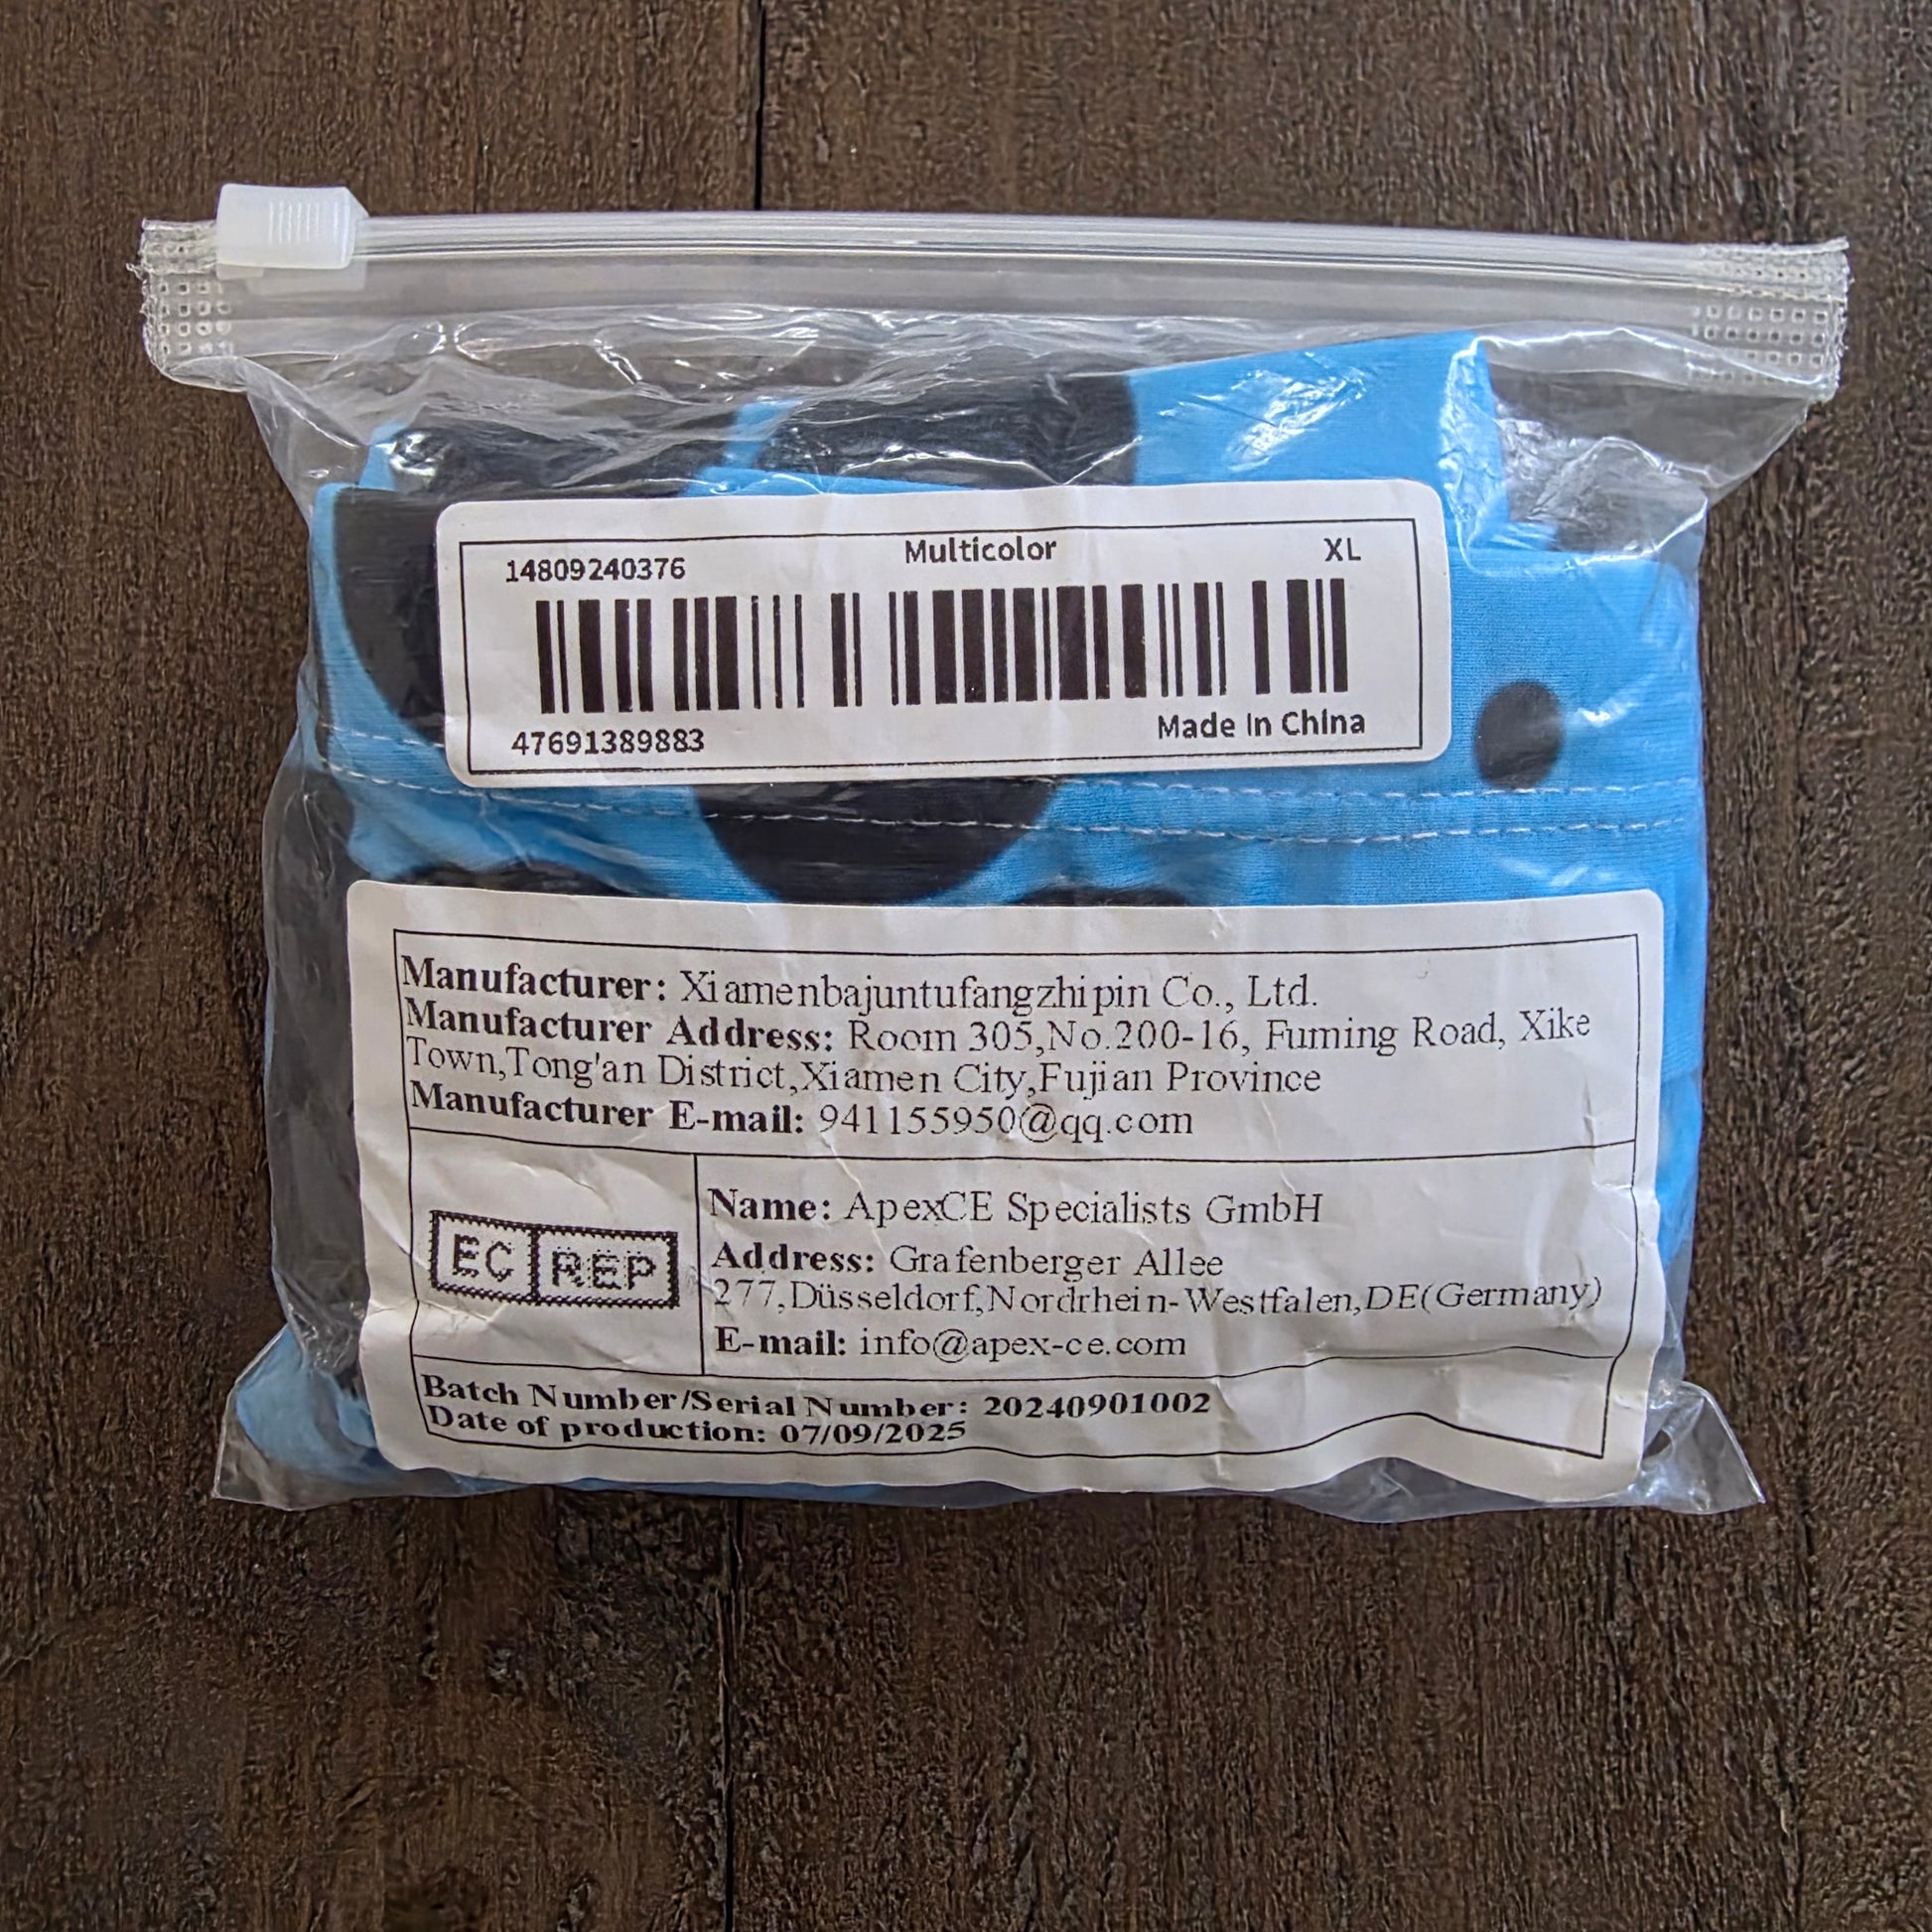 14809240376 Multicolor XL
47691389883 Made In China
Manufacturer: Xiamenbajuntufangzhipin Co., Ltd.
Manufacturer Address: Room 305,No.200-16, Fuming Road, Xike
Town,Tong'an District,Xiamen City,Fujian Province
Manufacturer E-mail: 941155950@qq.com
EC REP
Name: ApexCE Specialists GmbH
Address: Grafenberger Allee
277,Düsseldorf,Nordrhein-Westfalen,DE(Germany)
E-mail: info@apex-ce.com
Batch Number/Serial Number: 20240901002
Date of production: 07/09/2025